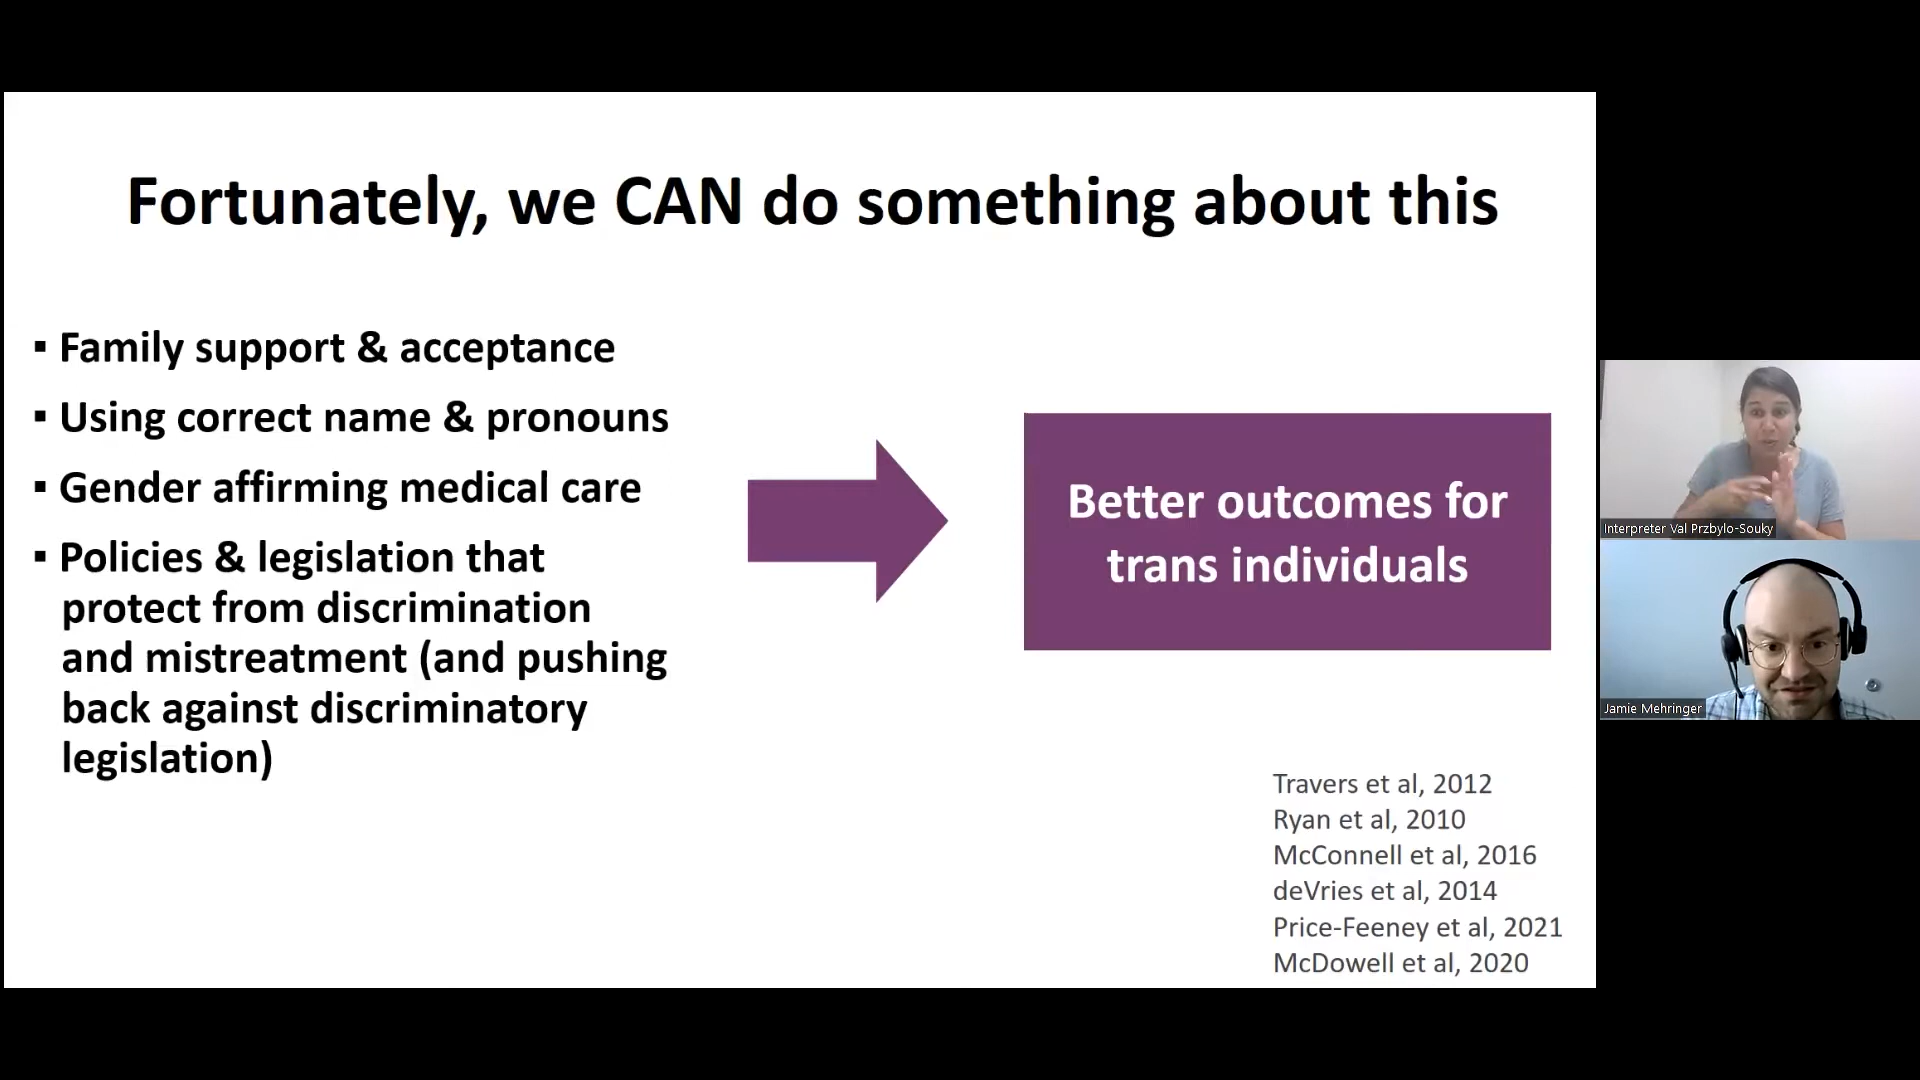 Fortunately, we CAN do something about this
▪ Family support & acceptance
▪ Using correct name & pronouns
▪ Gender affirming medical care
▪ Policies & legislation that
protect from discrimination
and mistreatment (and pushing
back against discriminatory
legislation)
Better outcomes for
trans individuals
Travers et al, 2012
Ryan et al, 2010
McConnell et al, 2016
deVries et al, 2014
Price-Feeney et al, 2021
McDowell et al, 2020
Interpreter Val Przbylo-Souky
Jamie Mehringer